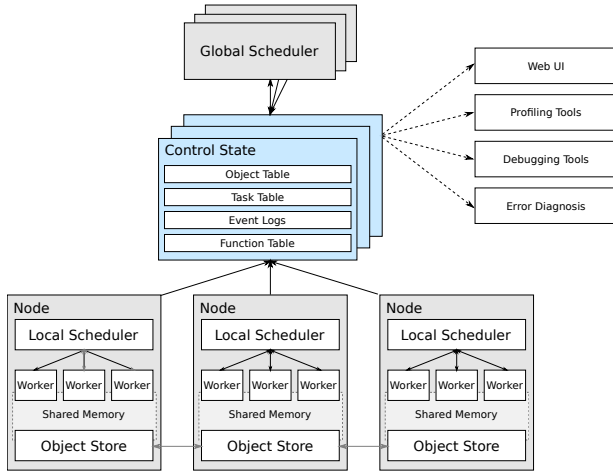 Global Scheduler
Web UI
Profiling Tools
Debugging Tools
Error Diagnosis
Control State
Object Table
Task Table
Event Logs
Function Table
Node
Local Scheduler
Worker Worker Worker
Shared Memory
Object Store
Node
Local Scheduler
Worker Worker Worker
Shared Memory
Object Store
Node
Local Scheduler
Worker Worker Worker
Shared Memory
Object Store